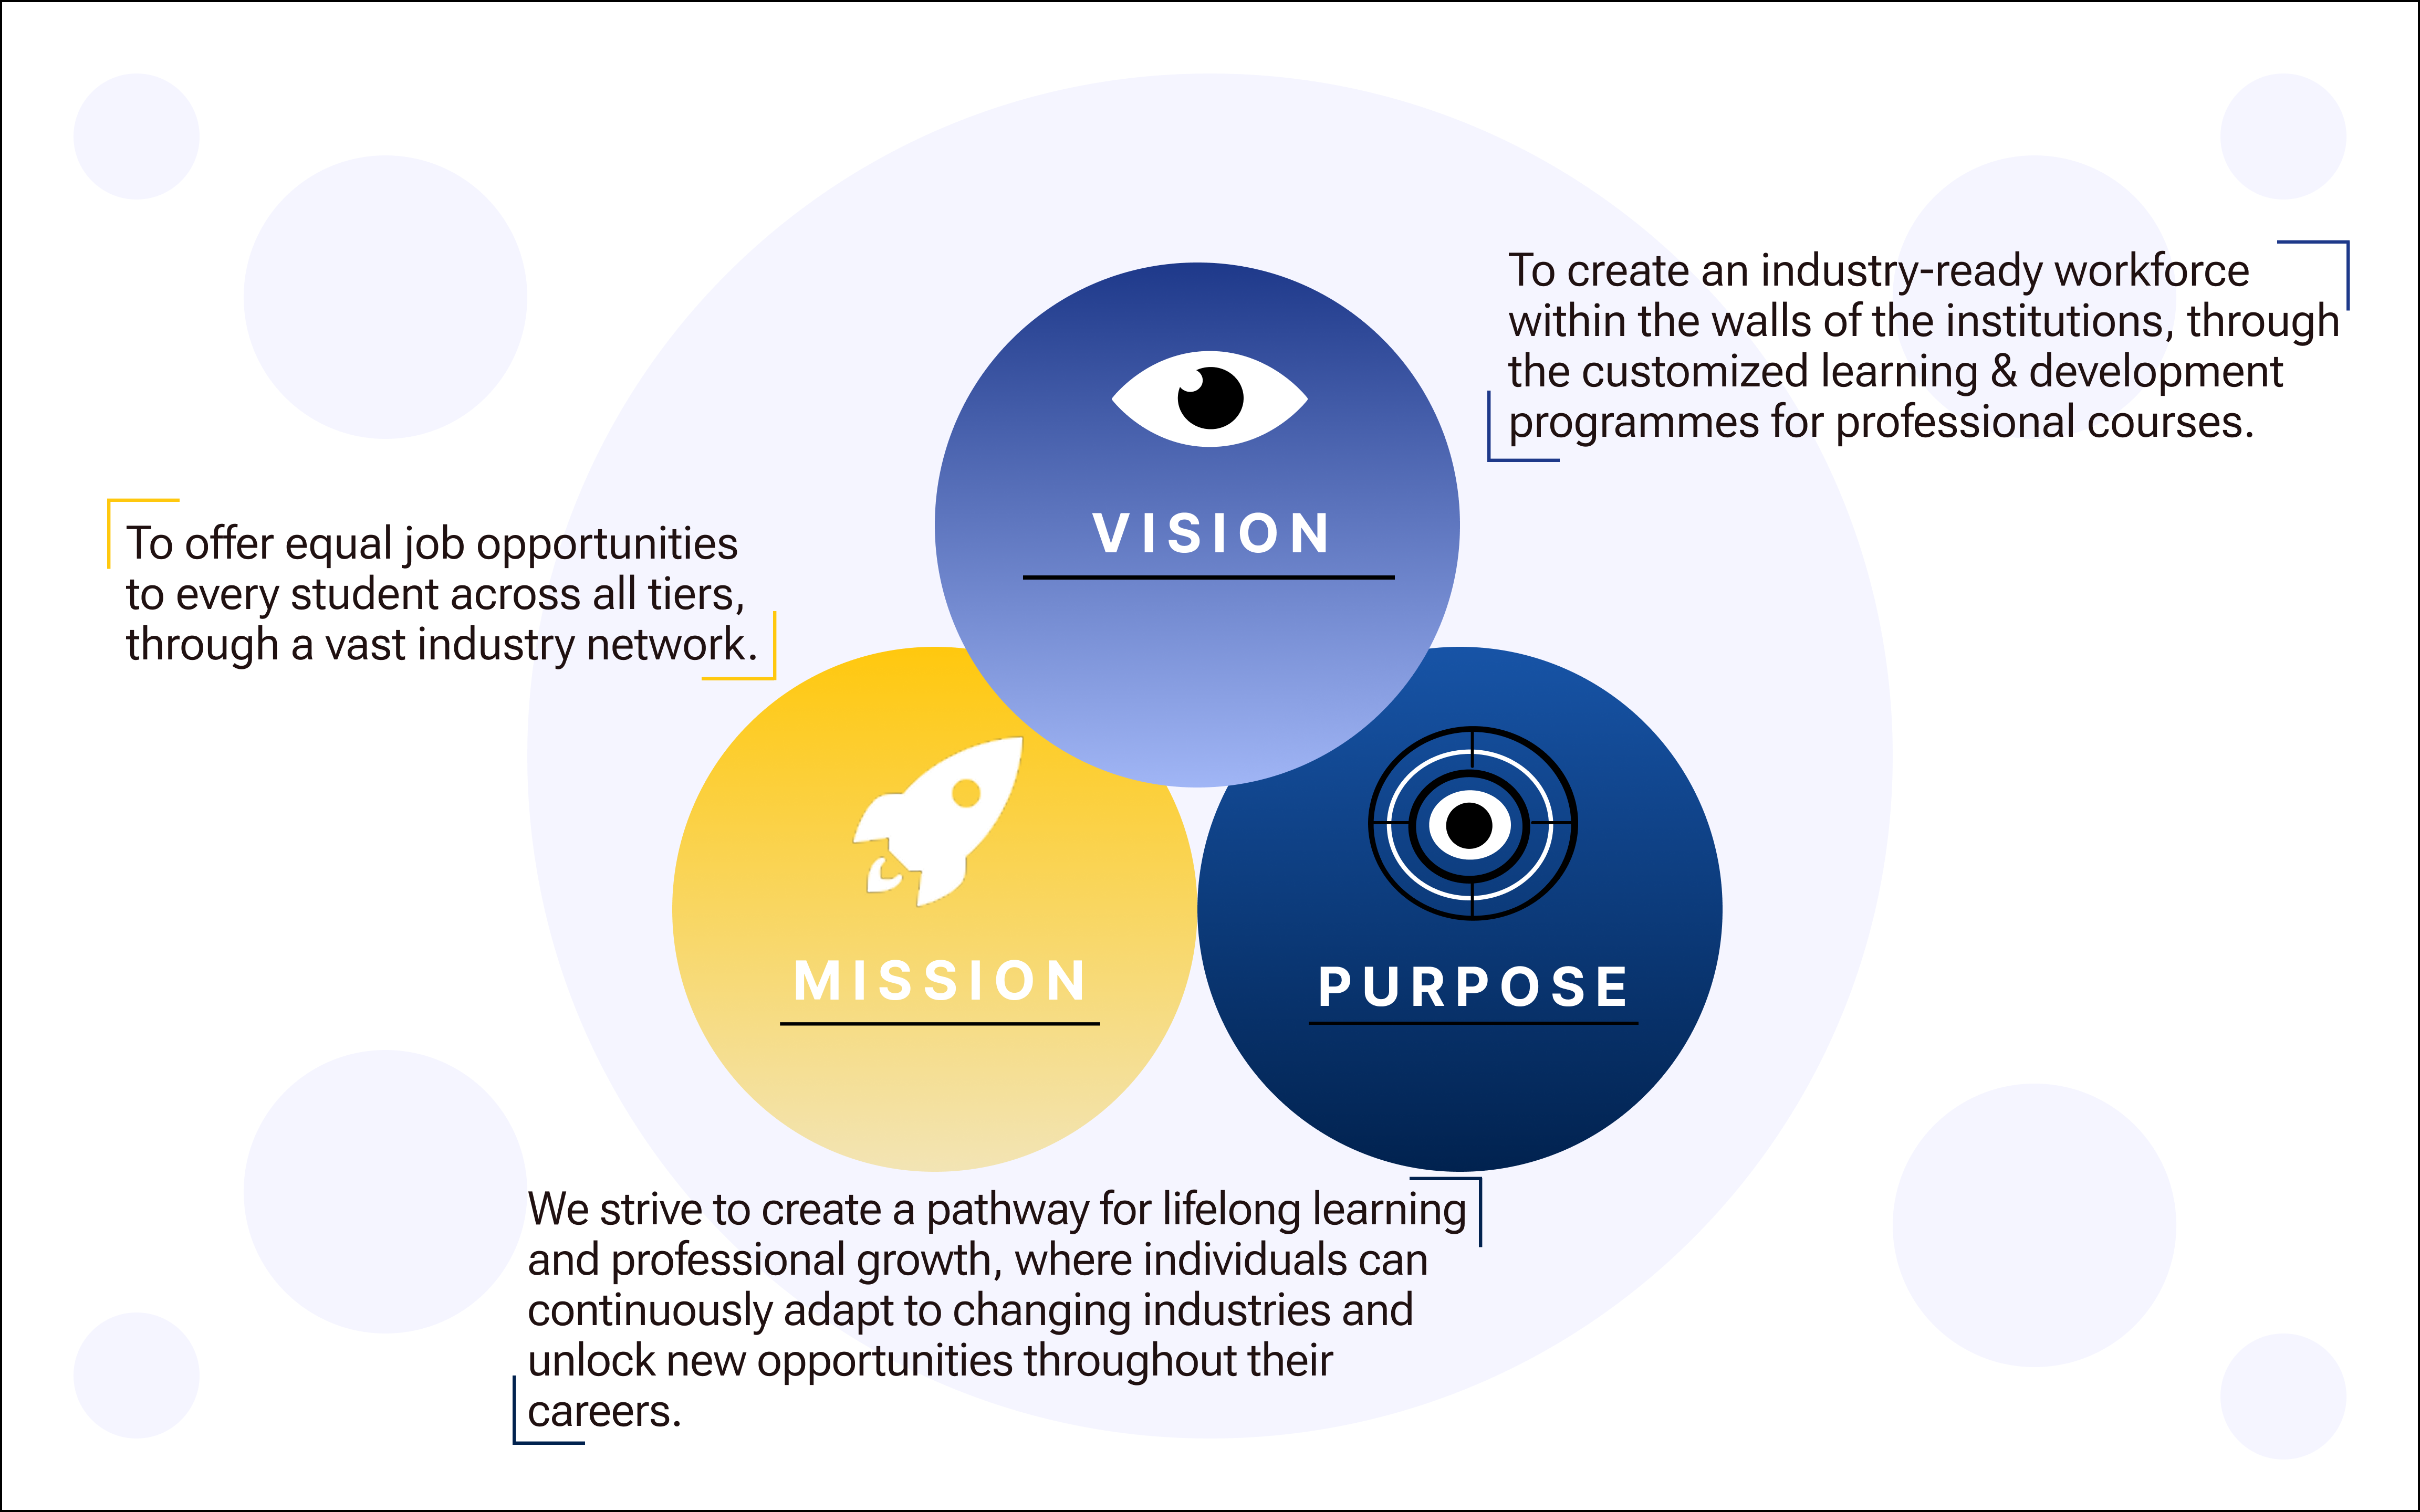 To create an industry-ready workforce
within the walls of the institutions, through
the customized learning & development
programmes for professional courses.
VISION
To offer equal job opportunities
to every student across all tiers,
through a vast industry network.
MISSION
PURPOSE
We strive to create a pathway for lifelong learning
and professional growth, where individuals can
continuously adapt to changing industries and
unlock new opportunities throughout their
careers.